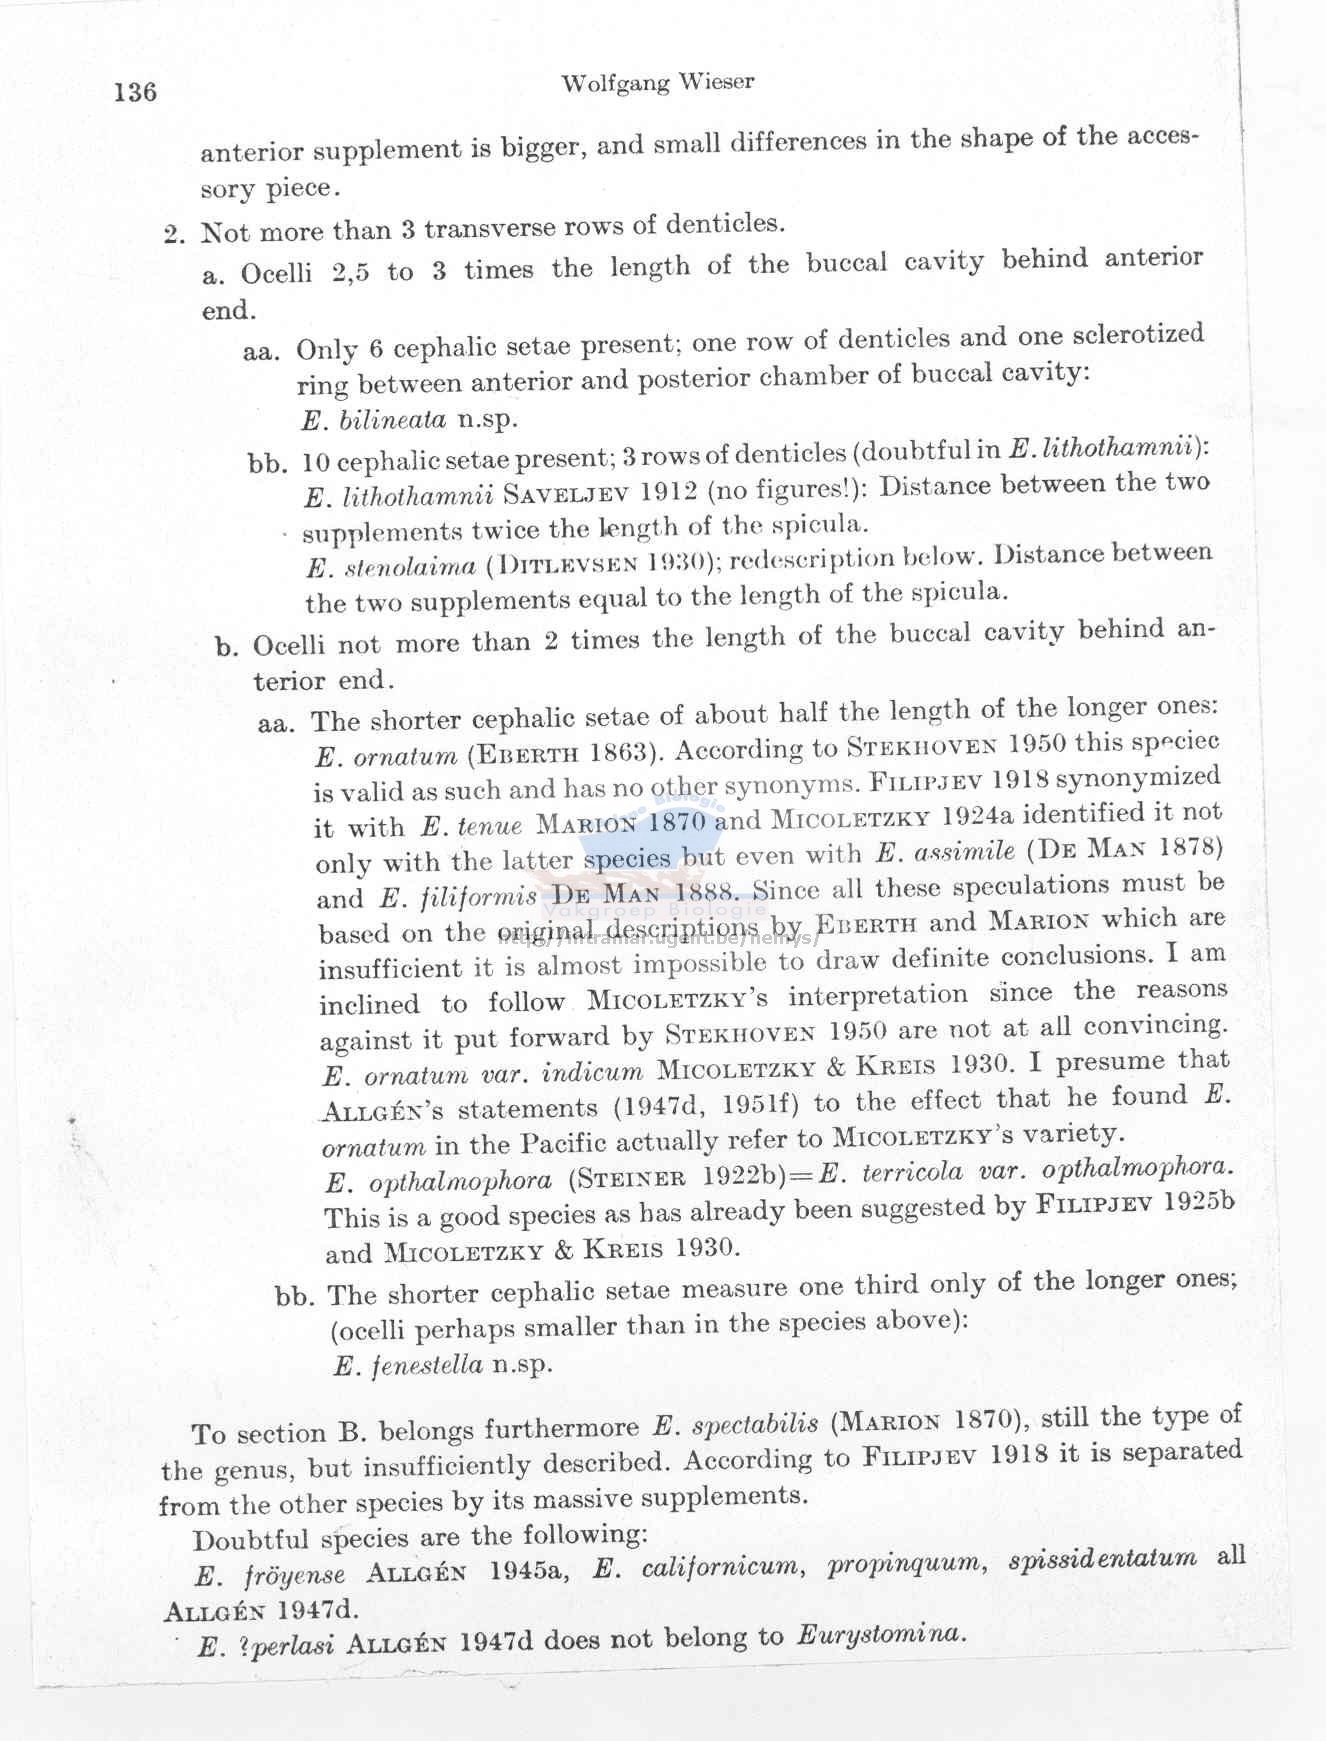 136
Wolfgang Wieser
anterior supplement is bigger, and small differences in the shape of the acces-
sory piece.
2. Not more than 3 transverse rows of denticles.
a. Ocelli 2,5 to 3 times the length of the buccal cavity behind anterior
end.
aa. Only 6 cephalic setae present; one row of denticles and one sclerotized
ring between anterior and posterior chamber of buccal cavity:
E. bilineata n.sp.
bb. 10 cephalic setae present; 3 rows of denticles (doubtful in E. lithothamnii):
E. lithothamnii SAVELJEV 1912 (no figures!): Distance between the two
supplements twice the length of the spicula.
E. stenolaima (DITLEVSEN 1930); redescription below. Distance between
the two supplements equal to the length of the spicula.
b. Ocelli not more than 2 times the length of the buccal cavity behind an-
terior end.
aa. The shorter cephalic setae of about half the length of the longer ones:
E. ornatum (EBERTH 1863). According to STEKHOVEN 1950 this speciec
is valid as such and has no other synonyms. FILIPJEV 1918 synonymized
it with E. tenue MARION 1870 and MICOLETZKY 1924a identified it not
only with the latter species but even with E. assimile (DE MAN 1878)
and E. filiformis DE MAN 1888. Since all these speculations must be
Vakgroep Biologie
based on the original descriptions by EBERTH and MARION which are
http://intramar.ugent.be/nemys/
insufficient it is almost impossible to draw definite conclusions. I am
inclined to follow MICOLETZKY's interpretation since the reasons
against it put forward by STEKHOVEN 1950 are not at all convincing.
E. ornatum var. indicum MICOLETZKY & KREIS 1930. I presume that
ALLGÉN's statements (1947d, 1951f) to the effect that he found E.
ornatum in the Pacific actually refer to MICOLETZKY's variety.
E. opthalmophora (STEINER 1922b)=E. terricola var. opthalmophora.
This is a good species as has already been suggested by FILIPJEV 1925b
and MICOLETZKY & KREIS 1930.
bb. The shorter cephalic setae measure one third only of the longer ones;
(ocelli perhaps smaller than in the species above):
E. fenestella n.sp.
To section B. belongs furthermore E. spectabilis (MARION 1870), still the type of
the genus, but insufficiently described. According to FILIPJEV 1918 it is separated
from the other species by its massive supplements.
Doubtful species are the following:
E. fröyense ALLGÉN 1945a, E. californicum, propinquum, spissidentatum all
ALLGÉN 1947d.
E. ?perlasi ALLGÉN 1947d does not belong to Eurystomina.